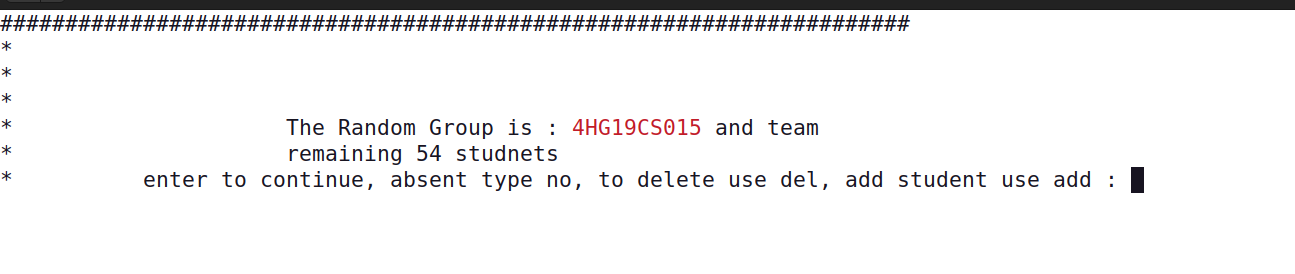 ######################################################################
*
*
*
* The Random Group is : 4HG19CS015 and team
* remaining 54 studnets
* enter to continue, absent type no, to delete use del, add student use add :